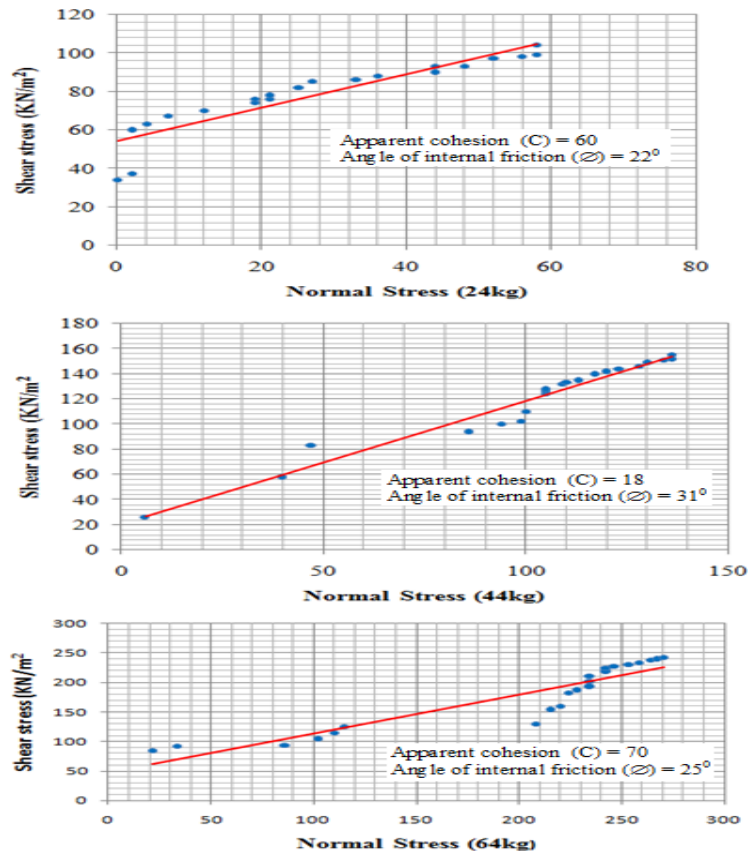 Shear stress (KN/m²)
120
100
80
60
40
20
0
Apparent cohesion (C) = 60
Angle of internal friction (∅) = 22⁰
0 20 40 60 80
Normal Stress (24kg)
Shear stress (KN/m²
180
160
140
120
100
80
60
40
20
0
Apparent cohesion (C) = 18
Angle of internal friction (∅) = 31⁰
0 50 100 150
Normal Stress (44kg)
Shear stress (KN/m²
300
250
200
150
100
50
0
Apparent cohesion (C) = 70
Angle of internal friction (∅) = 25⁰
0 50 100 150 200 250 300
Normal Stress (64kg)